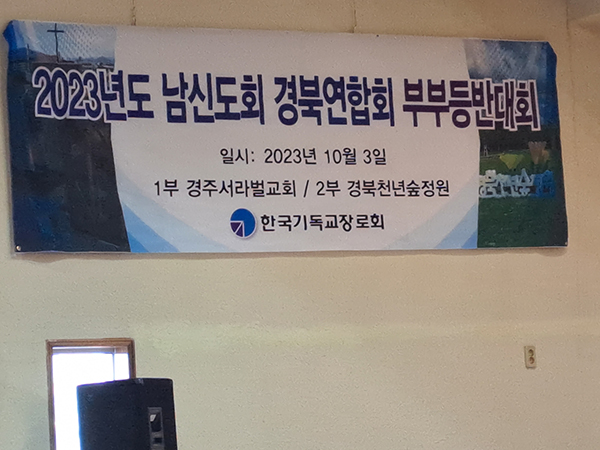 2023년도 남신도회 경북연합회 부부등반대회
일시: 2023년 10월 3일
1부 경주서라벌교회 / 2부 경북천년숲정원
한국기독교장로회